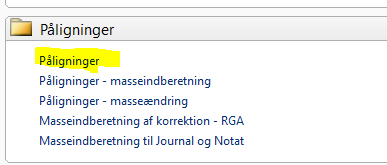 Påligninger
Påligninger
Påligninger - masseindberetning
Påligninger - masseændring
Masseindberetning af korrektion - RGA
Masseindberetning til Journal og Notat